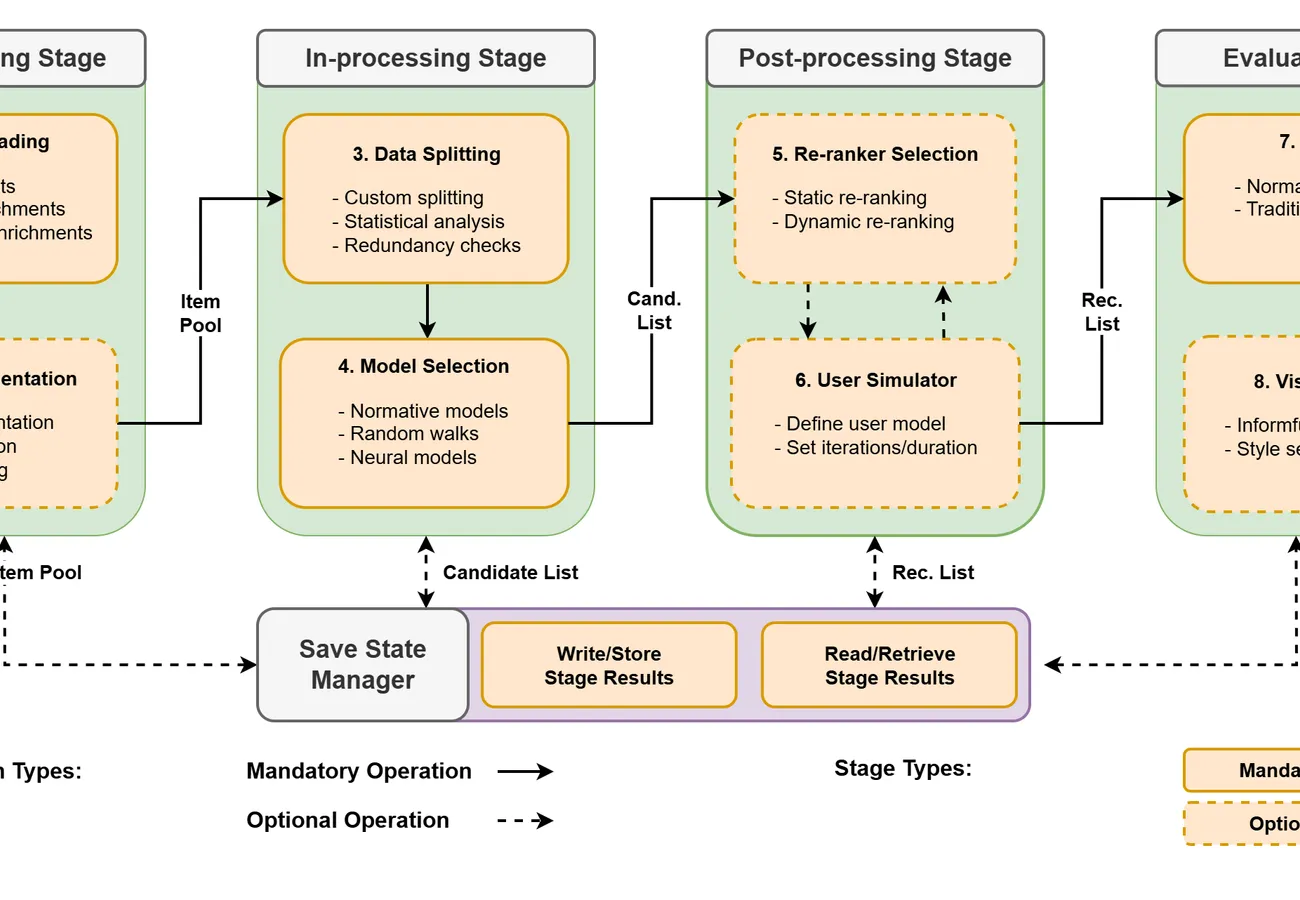 ng Stage
In-processing Stage
Post-processing Stage
Evalua
ading
ts
chments
nrichments
entation
ntation
on
g
Item
Pool
3. Data Splitting
- Custom splitting
- Statistical analysis
- Redundancy checks
4. Model Selection
- Normative models
- Random walks
- Neural models
Cand.
List
5. Re-ranker Selection
- Static re-ranking
- Dynamic re-ranking
6. User Simulator
- Define user model
- Set iterations/duration
Rec.
List
7.
- Norma
- Traditi
8. Vis
- Informfu
- Style se
tem Pool
Candidate List
Rec. List
Save State
Manager
Write/Store
Stage Results
Read/Retrieve
Stage Results
n Types:
Mandatory Operation
Optional Operation
Stage Types:
Manda
Optio